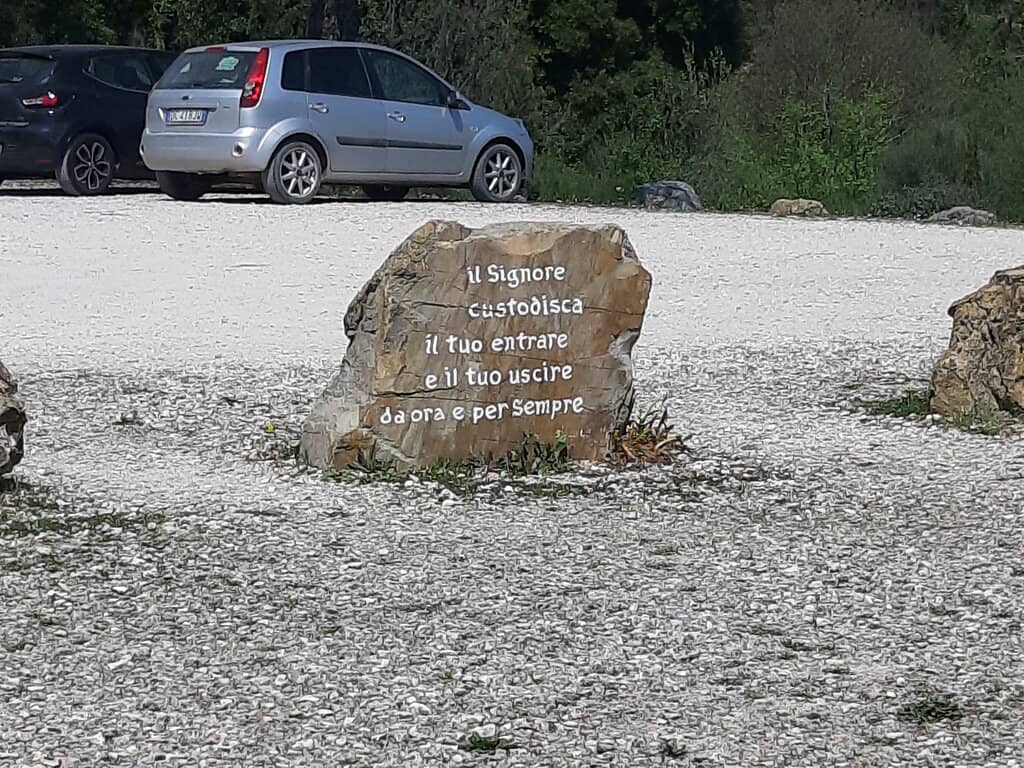 il Signore
custodisca
il tuo entrare
e il tuo uscire
da ora e per Sempre